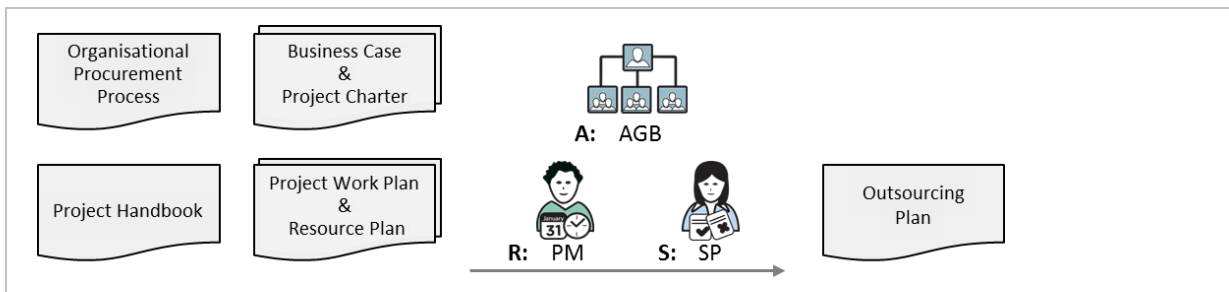 Organisational
Procurement
Process
Business Case
&
Project Charter
A: AGB
Project Handbook
Project Work Plan
&
Resource Plan
January
31
R: PM
S: SP
Outsourcing
Plan